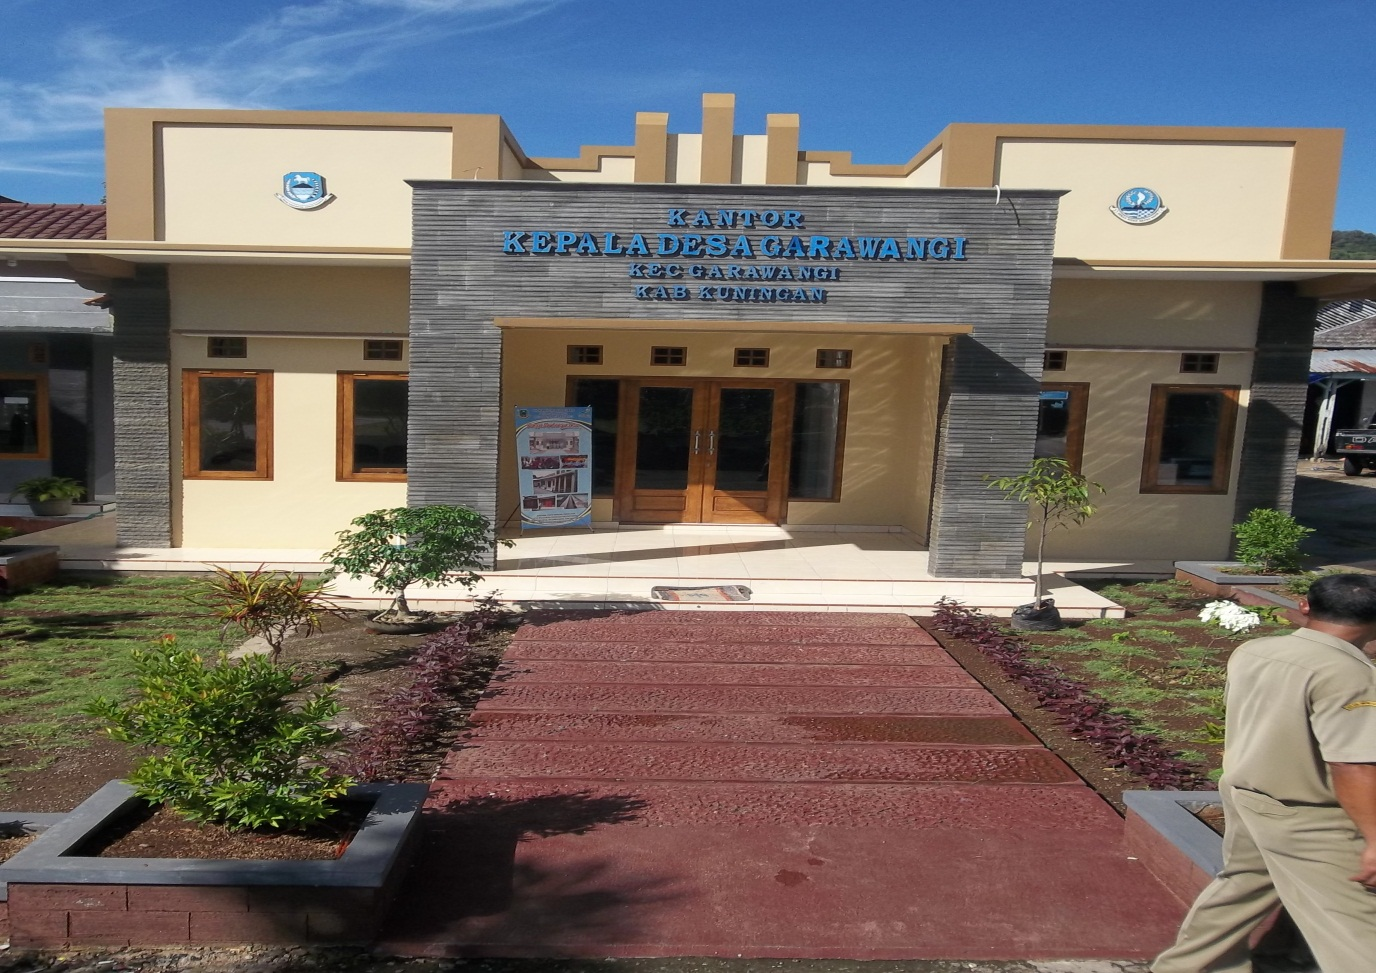 KANTOR
KEPALA DESA GARAWANGI
KEC GARAWANGI
KAB KUNINGAN